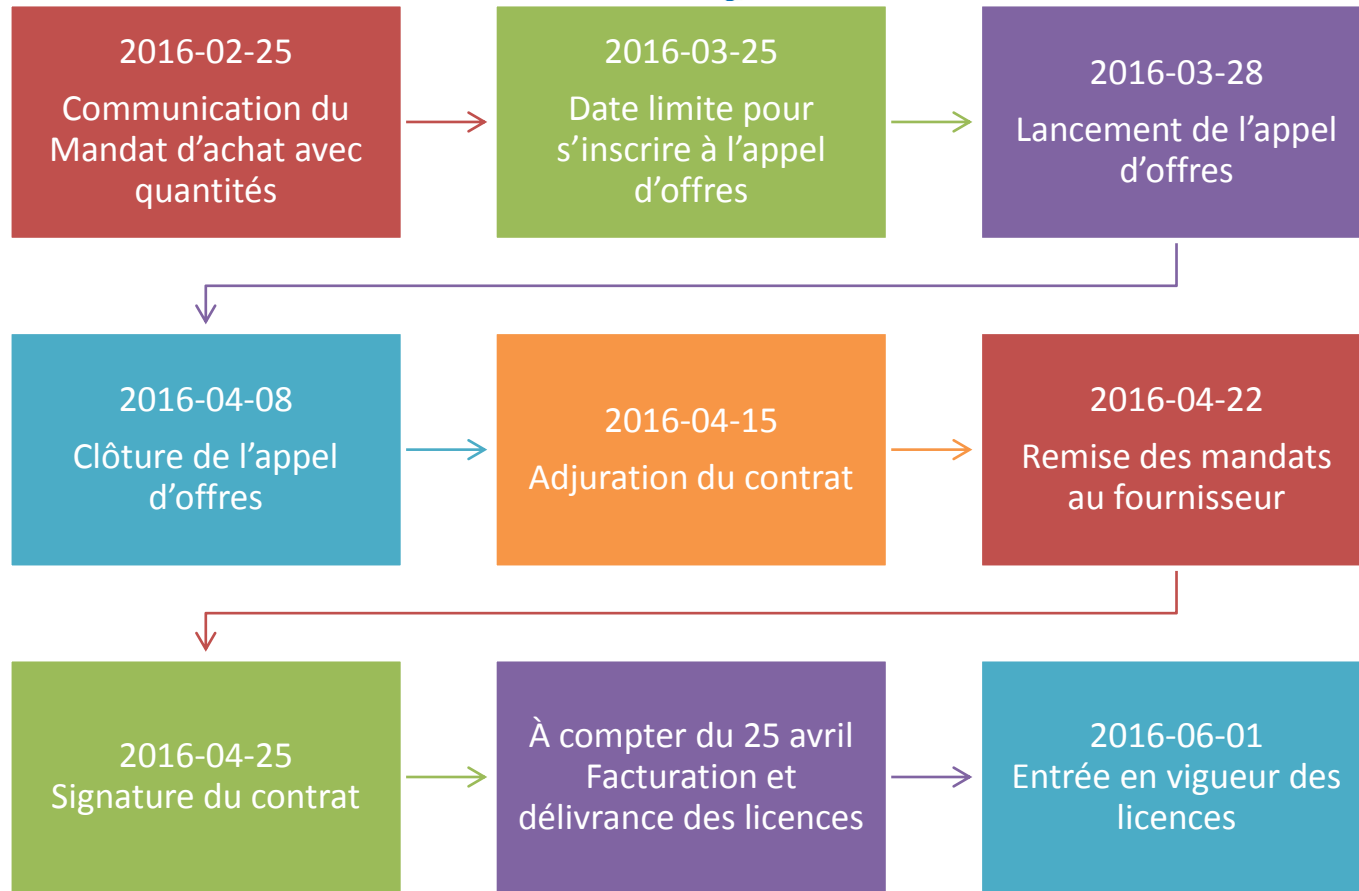 2016-02-25
Communication du
Mandat d’achat avec
quantités
2016-03-25
Date limite pour
s’inscrire à l’appel
d’offres
2016-03-28
Lancement de l’appel
d’offres
2016-04-08
Clôture de l’appel
d’offres
2016-04-15
Adjuration du contrat
2016-04-22
Remise des mandats
au fournisseur
2016-04-25
Signature du contrat
À compter du 25 avril
Facturation et
délivrance des licences
2016-06-01
Entrée en vigueur des
licences